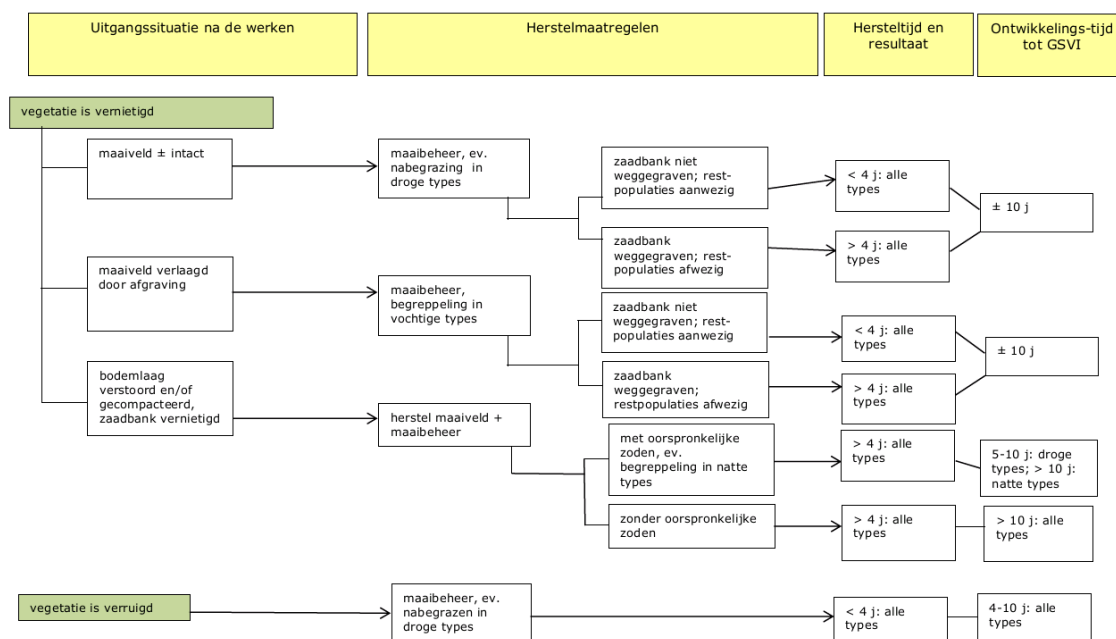 Uitgangssituatie na de werken
Herstelmaatregelen
Hersteltijd en
resultaat
Ontwikkelings-tijd
tot GSVI
vegetatie is vernietigd
maaiveld ± intact
maaibeheer, ev.
nabegrazing in
droge types
zaadbank niet
weggegraven; rest-
populaties aanwezig
< 4 j: alle
types
± 10 j
zaadbank
weggegraven; rest-
populaties afwezig
> 4 j: alle
types
maaiveld verlaagd
door afgraving
maaibeheer,
begreppeling in
vochtige types
zaadbank niet
weggegraven; rest-
populaties aanwezig
< 4 j: alle
types
± 10 j
zaadbank
weggegraven;
restpopulaties afwezig
> 4 j: alle
types
bodemlaag
verstoord en/of
gecompacteerd,
zaadbank vernietigd
herstel maaiveld +
maaibeheer
met oorspronkelijke
zoden, ev.
begreppeling in natte
types
> 4 j: alle
types
5-10 j: droge
types; > 10 j:
natte types
zonder oorspronkelijke
zoden
> 4 j: alle
types
> 10 j: alle
types
vegetatie is verruigd
maaibeheer, ev.
nabegrazen in
droge types
< 4 j: alle
types
4-10 j: alle
types